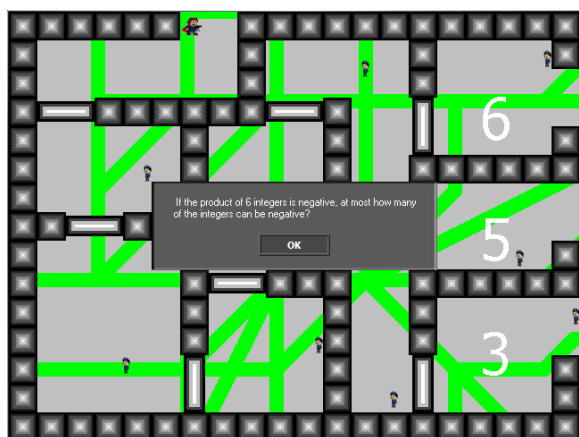 6
If the product of 6 integers is negative, at most how many
of the integers can be negative?
OK
5
3